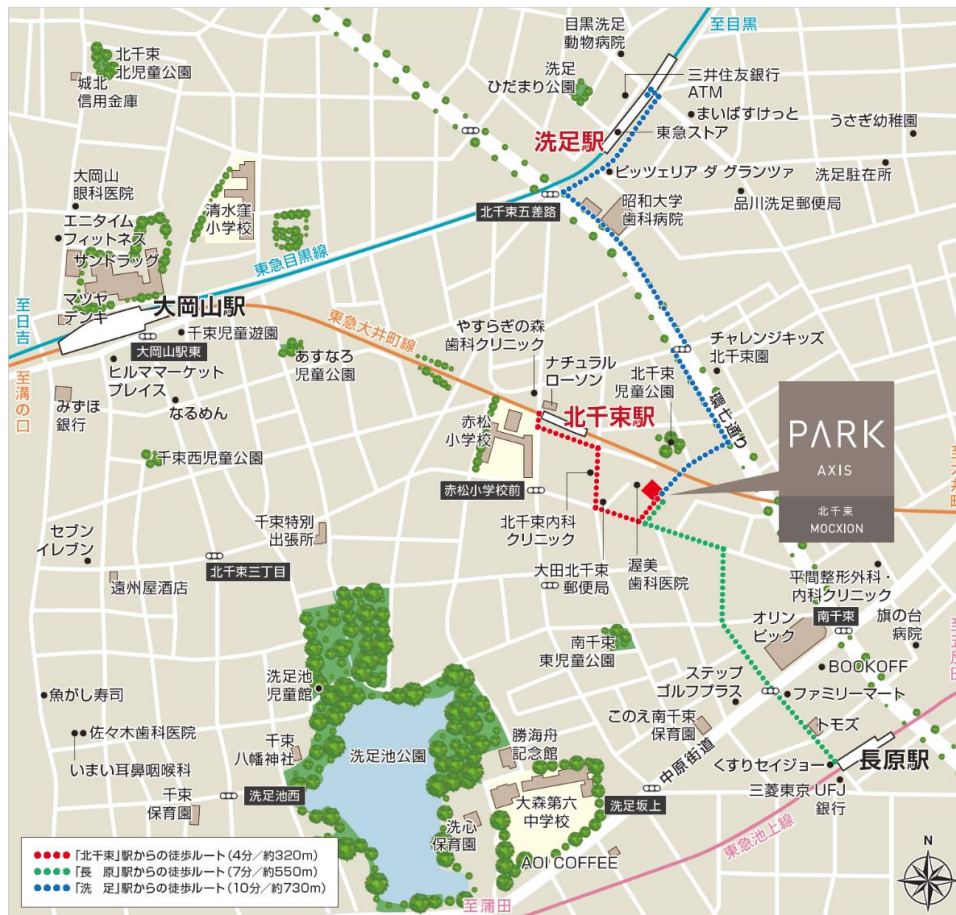 至目黒
目黒洗足
動物病院
北千束
北児童公園
城北
信用金庫
洗足
ひだまり公園
三井住友銀行
ATM
まいばすけっと
東急ストア
うさぎ幼稚園
洗足駅
ピッツェリア ダ グランツァ
洗足駐在所
大岡山
眼科医院
清水窪
小学校
北千束五差路
昭和大学
歯科病院
品川洗足郵便局
エニタイム
フィットネス
サンドラッグ
東急目黒線
マツヤ
デンキ
大岡山駅
至日吉
東急大井町線
やすらぎの森
歯科クリニック
千束児童遊園
大岡山駅東
あすなろ
児童公園
ナチュラル
ローソン
チャレンジキッズ
北千束園
ヒルママーケット
プレイス
北千束
児童公園
環七通り
至溝の口
みずほ
銀行
なるめん
赤松
小学校
北千束駅
PARK
AXIS
北千束
MOCXION
至大井町
千束西児童公園
赤松小学校前
北千束内科
クリニック
千束特別
出張所
セブン
イレブン
北千束三丁目
渥美
歯科医院
大田北千束
郵便局
遠州屋酒店
平間整形外科・
内科クリニック
オリン
ピック
南千束
旗の台
病院
至五反田
南千束
東児童公園
洗足池
児童館
ステップ
ゴルフプラス
BOOKOFF
魚がし寿司
ファミリーマート
このえ南千束
保育園
トモズ
佐々木歯科医院
千束
八幡神社
洗足池公園
勝海舟
記念館
中原街道
いまい耳鼻咽喉科
くすりセイジョー
長原駅
三菱東京UFJ
銀行
千束
保育園
洗足池西
大森第六
中学校
洗足坂上
洗心
保育園
東急池上線
AOI COFFEE
「北千束」駅からの徒歩ルート(4分/約320m)
「長　原」駅からの徒歩ルート(7分/約550m)
「洗　足」駅からの徒歩ルート(10分/約730m)
至蒲田
N